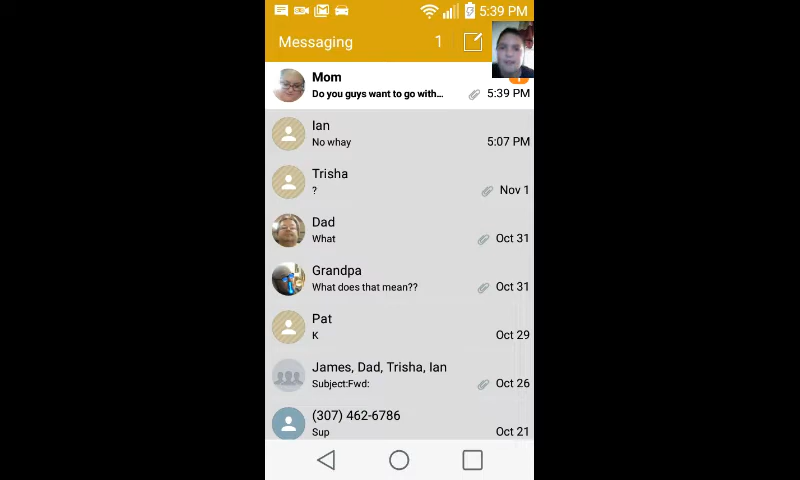 5:39 PM
Messaging 1
Mom
Do you guys want to go with... 5:39 PM
Ian
No whay 5:07 PM
Trisha
? Nov 1
Dad
What Oct 31
Grandpa
What does that mean?? Oct 31
Pat
K Oct 29
James, Dad, Trisha, Ian
Subject:Fwd: Oct 26
(307) 462-6786
Sup Oct 21